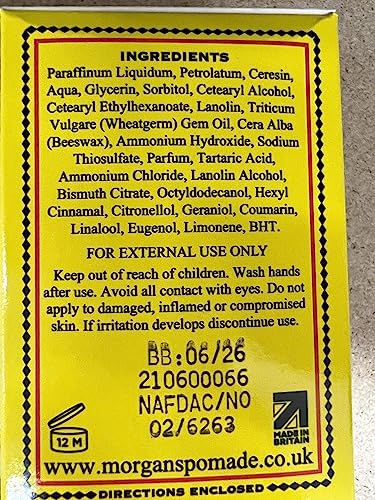 INGREDIENTS
Paraffinum Liquidum, Petrolatum, Ceresin,
Aqua, Glycerin, Sorbitol, Cetearyl Alcohol,
Cetearyl Ethylhexanoate, Lanolin, Triticum
Vulgare (Wheatgerm) Gem Oil, Cera Alba
(Beeswax), Ammonium Hydroxide, Sodium
Thiosulfate, Parfum, Tartaric Acid,
Ammonium Chloride, Lanolin Alcohol,
Bismuth Citrate, Octyldodecanol, Hexyl
Cinnamal, Citronellol, Geraniol, Coumarin,
Linalool, Eugenol, Limonene, BHT.
FOR EXTERNAL USE ONLY
Keep out of reach of children. Wash hands
after use. Avoid all contact with eyes. Do not
apply to damaged, inflamed or compromised
skin. If irritation develops discontinue use.
BB:06/26
210600066
NAFDAC/NO
02/6263
12 M
MADE IN
BRITAIN
www.morganspomade.co.uk
DIRECTIONS ENCLOSED